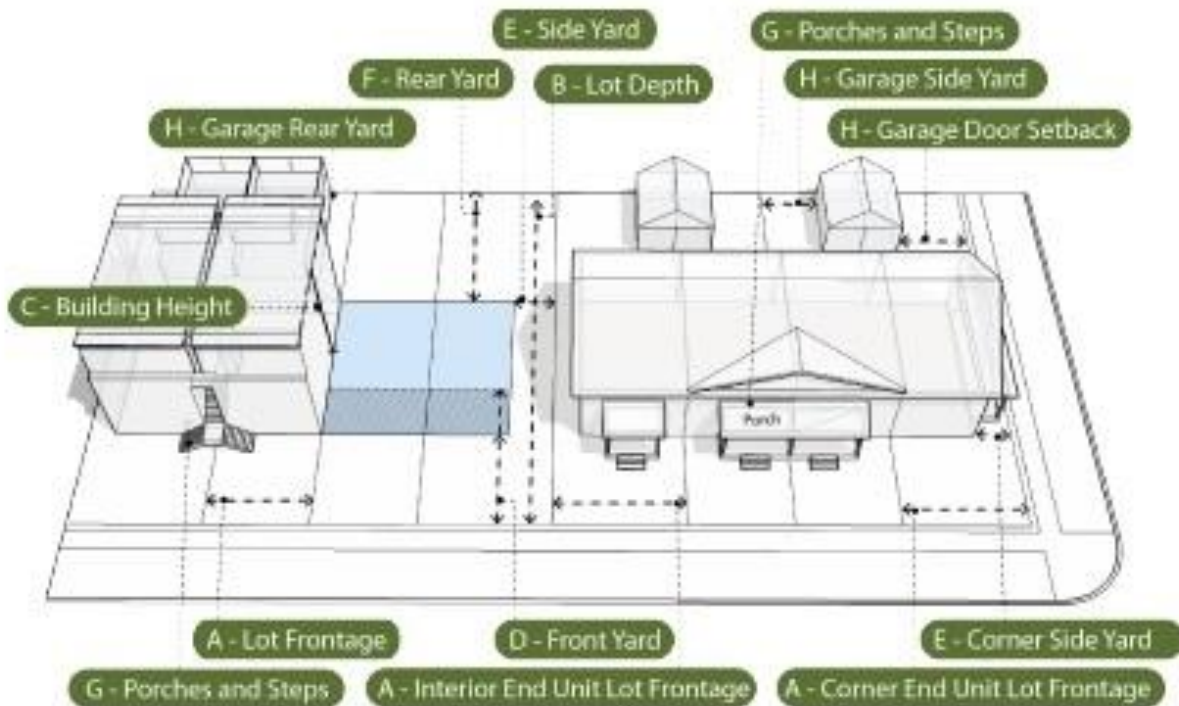 E - Side Yard
G - Porches and Steps
F - Rear Yard
B - Lot Depth
H - Garage Side Yard
H - Garage Rear Yard
H - Garage Door Setback
C - Building Height
Porch
A - Lot Frontage
D - Front Yard
E - Corner Side Yard
G - Porches and Steps
A - Interior End Unit Lot Frontage
A - Corner End Unit Lot Frontage